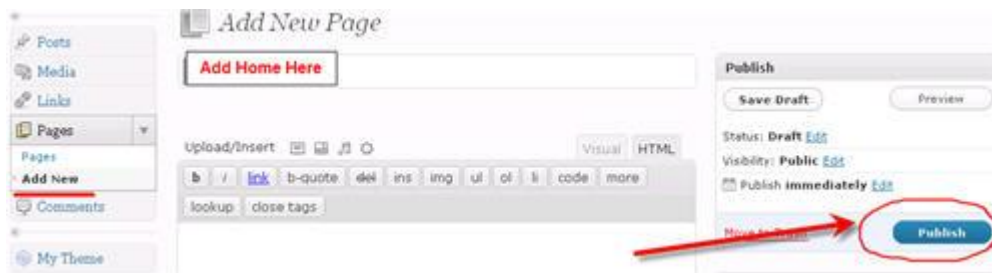 Add New Page
Posts
Media
Links
Pages
Pages
Add New
Comments
My Theme
Add Home Here
Upload/Insert
Visual HTML
b i link b-quote del ins img ul ol li code more
lookup close tags
Publish
Save Draft Preview
Status: Draft Edit
Visibility: Public Edit
Publish immediately Edit
Move to Trash Publish